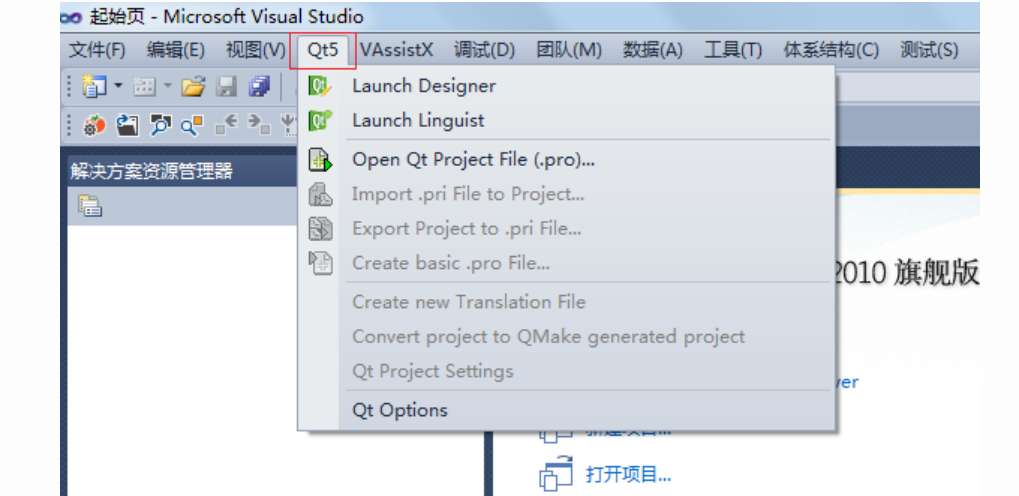 起始页 - Microsoft Visual Studio
文件(F) 编辑(E) 视图(V) Qt5 VAssistX 调试(D) 团队(M) 数据(A) 工具(T) 体系结构(C) 测试(S)
Launch Designer
Launch Linguist
解决方案资源管理器
Open Qt Project File (.pro)...
Import .pri File to Project...
Export Project to .pri File...
Create basic .pro File...
2010 旗舰版
Create new Translation File
Convert project to QMake generated project
Qt Project Settings
Qt Options
打开项目...